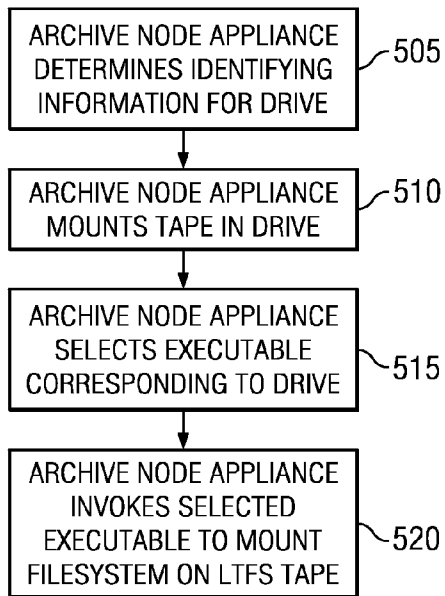 ARCHIVE NODE APPLIANCE
DETERMINES IDENTIFYING
INFORMATION FOR DRIVE
505
ARCHIVE NODE APPLIANCE
MOUNTS TAPE IN DRIVE
510
ARCHIVE NODE APPLIANCE
SELECTS EXECUTABLE
CORRESPONDING TO DRIVE
515
ARCHIVE NODE APPLIANCE
INVOKES SELECTED
EXECUTABLE TO MOUNT
FILESYSTEM ON LTFS TAPE
520